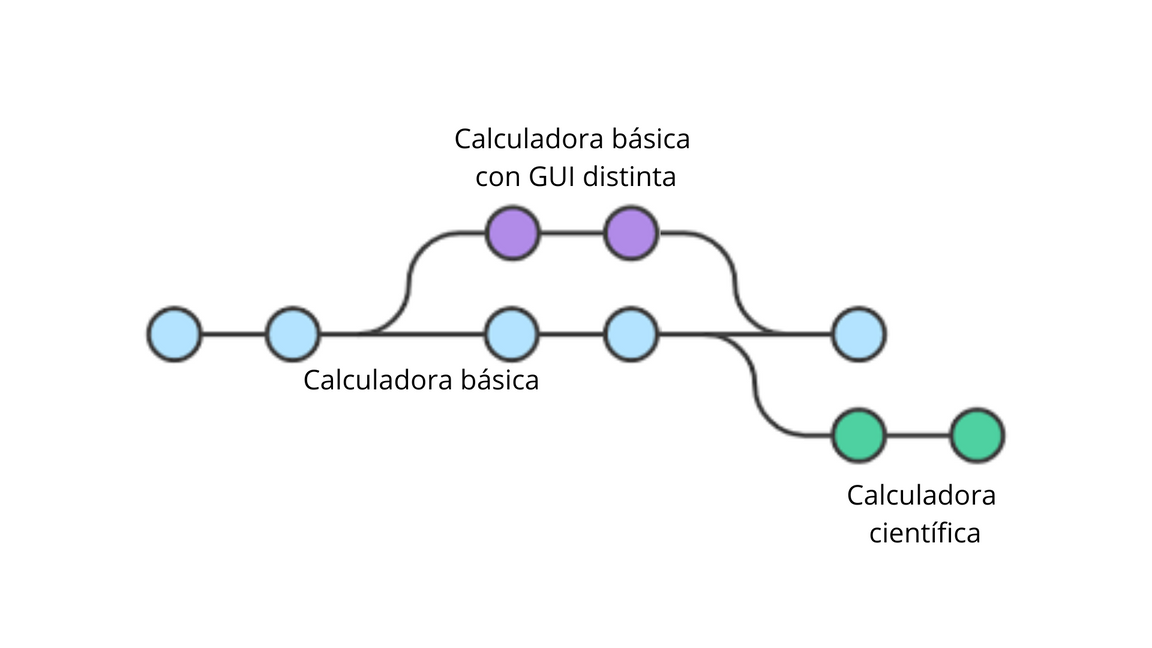 Calculadora básica
con GUI distinta
Calculadora básica
Calculadora
científica